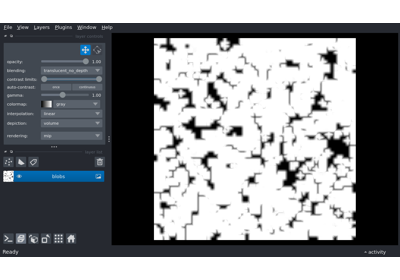 File View Layers Plugins Window Help
opacity: 1.00
blending: translucent_no_depth
contrast limits:
auto-contrast: once continuous
gamma: 1.00
colormap: gray
interpolation: linear
depiction: volume
rendering: mip
blobs
Ready activity